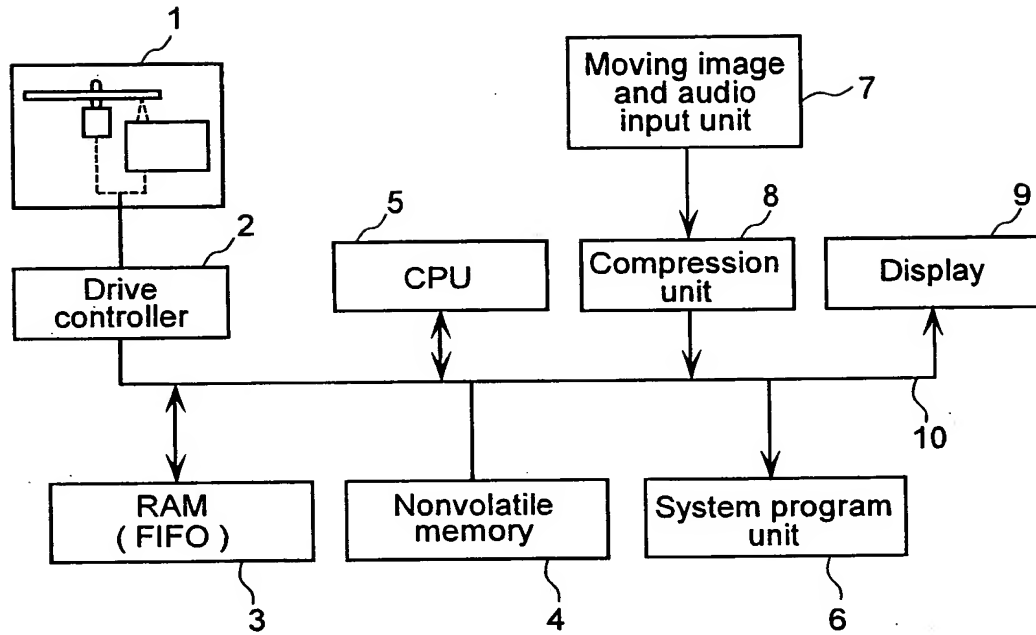 1
Moving image
and audio
input unit
7
2
5
8
9
Drive
controller
CPU
Compression
unit
Display
10
RAM
( FIFO )
Nonvolatile
memory
System program
unit
3
4
6